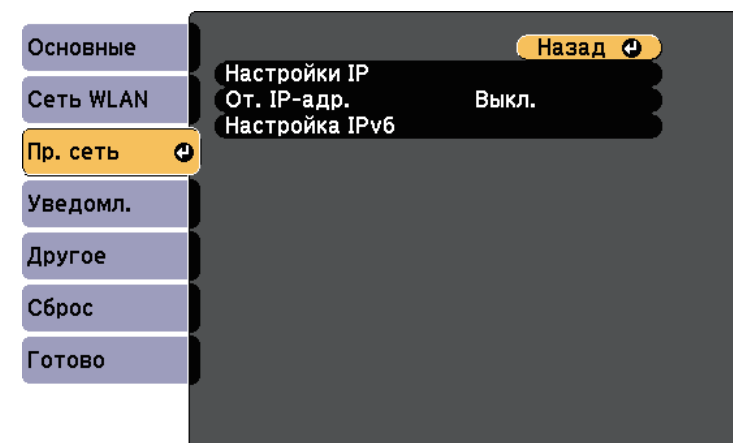 Основные
Сеть WLAN
Пр. сеть
Уведомл.
Другое
Сброс
Готово
Назад
Настройки IP
От. IP-адр. Выкл.
Настройка IPv6